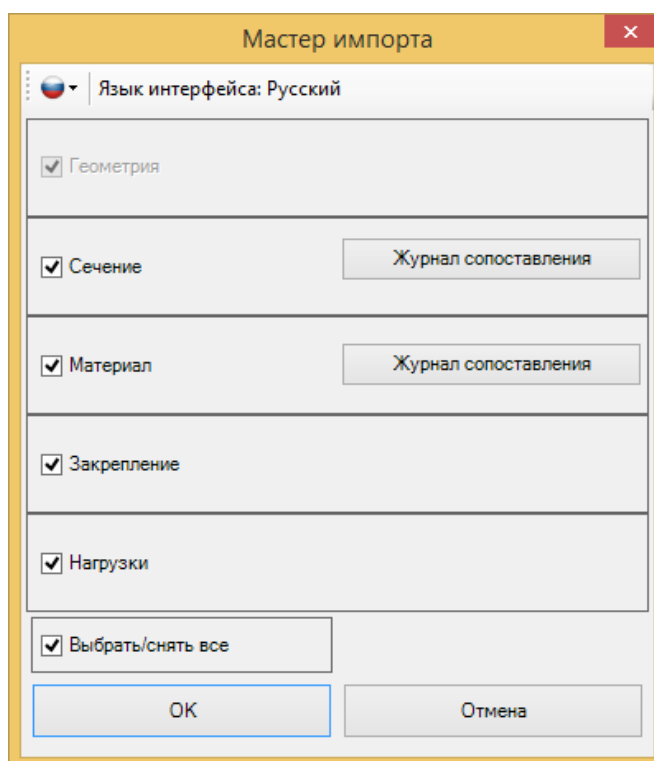 Мастер импорта
Язык интерфейса: Русский
Геометрия
Сечение
Журнал сопоставления
Материал
Журнал сопоставления
Закрепление
Нагрузки
Выбрать/снять все
OK
Отмена